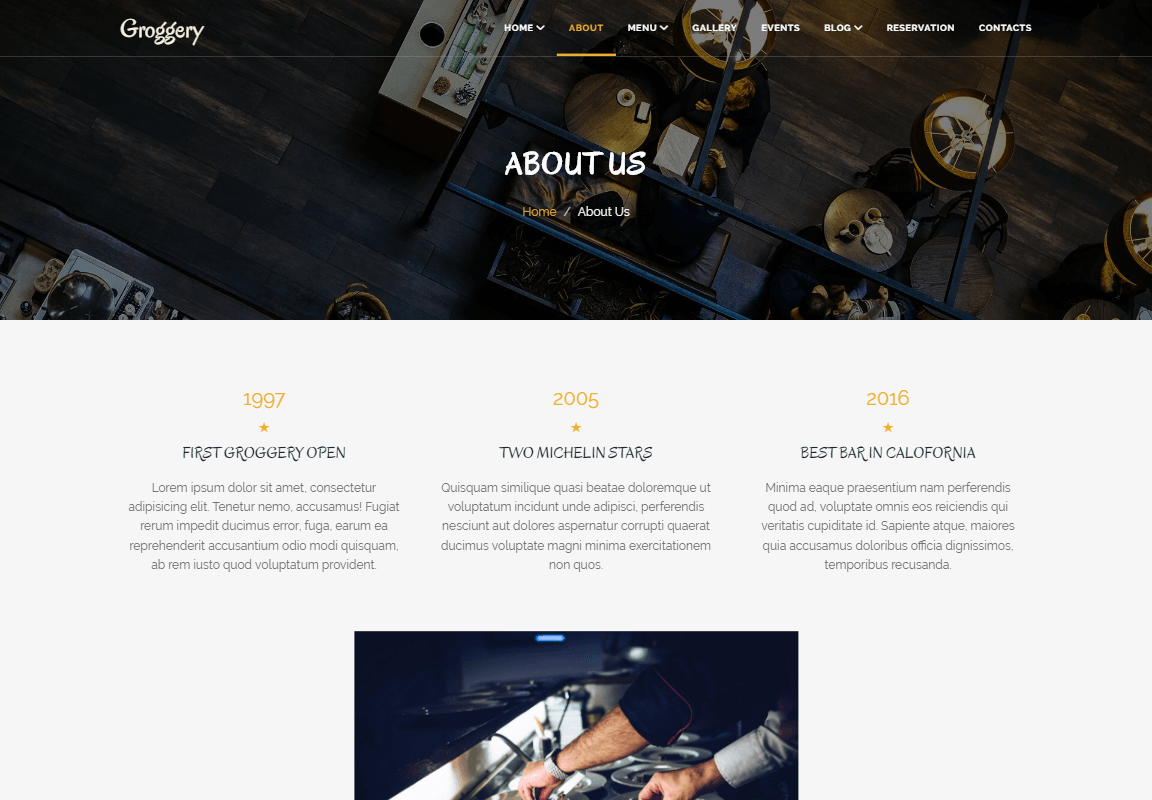 Groggery
HOME ABOUT MENU GALLERY EVENTS BLOG RESERVATION CONTACTS
ABOUT US
Home / About Us
1997
★
FIRST GROGGERY OPEN
Lorem ipsum dolor sit amet, consectetur
adipisicing elit. Tenetur nemo, accusamus! Fugiat
rerum impedit ducimus error, fuga, earum ea
reprehenderit accusantium odio modi quisquam,
ab rem iusto quod voluptatum provident.
2005
★
TWO MICHELIN STARS
Quisquam similique quasi beatae doloremque ut
voluptatum incidunt unde adipisci, perferendis
nesciunt aut dolores aspernatur corrupti quaerat
ducimus voluptate magni minima exercitationem
non quos.
2016
★
BEST BAR IN CALOFORNIA
Minima eaque praesentium nam perferendis
quod ad, voluptate omnis eos reiciendis qui
veritatis cupiditate id. Sapiente atque, maiores
quia accusamus doloribus officia dignissimos,
temporibus recusanda.